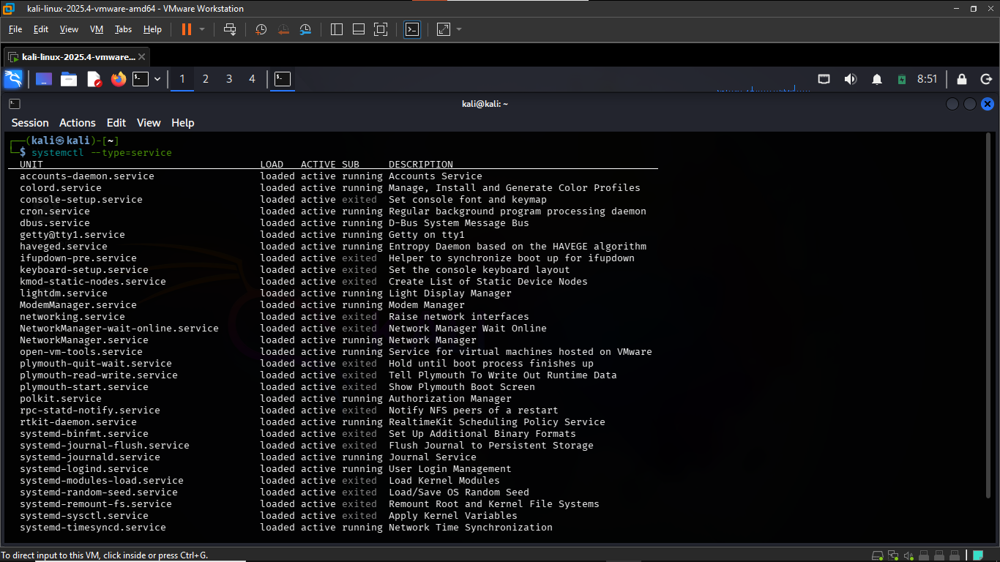 kali-linux-2025.4-vmware-amd64 - VMware Workstation
File Edit View VM Tabs Help
kali-linux-2025.4-vmware...
1 2 3 4 8:51
kali@kali: ~
Session Actions Edit View Help
┌──(kali㉿kali)-[~]
└─$ systemctl --type=service
UNIT LOAD ACTIVE SUB DESCRIPTION
accounts-daemon.service loaded active running Accounts Service
colord.service loaded active running Manage, Install and Generate Color Profiles
console-setup.service loaded active exited Set console font and keymap
cron.service loaded active running Regular background program processing daemon
dbus.service loaded active running D-Bus System Message Bus
getty@tty1.service loaded active running Getty on tty1
haveged.service loaded active running Entropy Daemon based on the HAVEGE algorithm
ifupdown-pre.service loaded active exited Helper to synchronize boot up for ifupdown
keyboard-setup.service loaded active exited Set the console keyboard layout
kmod-static-nodes.service loaded active exited Create List of Static Device Nodes
lightdm.service loaded active running Light Display Manager
ModemManager.service loaded active running Modem Manager
networking.service loaded active exited Raise network interfaces
NetworkManager-wait-online.service loaded active exited Network Manager Wait Online
NetworkManager.service loaded active running Network Manager
open-vm-tools.service loaded active running Service for virtual machines hosted on VMware
plymouth-quit-wait.service loaded active exited Hold until boot process finishes up
plymouth-read-write.service loaded active exited Tell Plymouth To Write Out Runtime Data
plymouth-start.service loaded active exited Show Plymouth Boot Screen
polkit.service loaded active running Authorization Manager
rpc-statd-notify.service loaded active exited Notify NFS peers of a restart
rtkit-daemon.service loaded active running RealtimeKit Scheduling Policy Service
systemd-binfmt.service loaded active exited Set Up Additional Binary Formats
systemd-journal-flush.service loaded active exited Flush Journal to Persistent Storage
systemd-journald.service loaded active running Journal Service
systemd-logind.service loaded active running User Login Management
systemd-modules-load.service loaded active exited Load Kernel Modules
systemd-random-seed.service loaded active exited Load/Save OS Random Seed
systemd-remount-fs.service loaded active exited Remount Root and Kernel File Systems
systemd-sysctl.service loaded active exited Apply Kernel Variables
systemd-timesyncd.service loaded active running Network Time Synchronization
To direct input to this VM, click inside or press Ctrl+G.